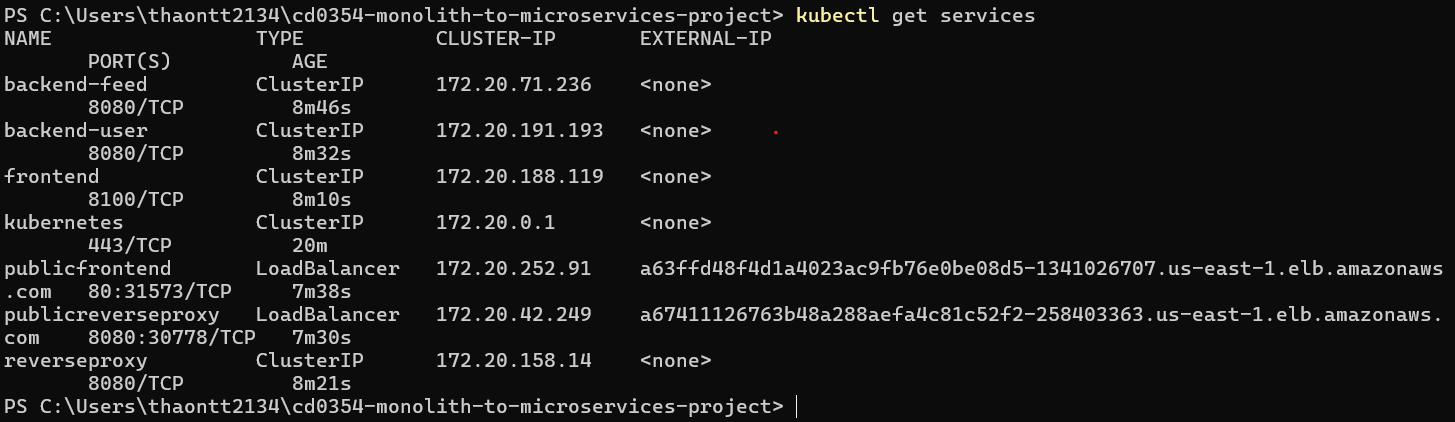 PS C:\Users\thaontt2134\cd0354-monolith-to-microservices-project> kubectl get services
NAME                 TYPE           CLUSTER-IP       EXTERNAL-IP
       PORT(S)          AGE
backend-feed         ClusterIP      172.20.71.236    <none>
       8080/TCP         8m46s
backend-user         ClusterIP      172.20.191.193   <none>
       8080/TCP         8m32s
frontend             ClusterIP      172.20.188.119   <none>
       8100/TCP         8m10s
kubernetes           ClusterIP      172.20.0.1       <none>
       443/TCP          20m
publicfrontend       LoadBalancer   172.20.252.91    a63ffd48f4d1a4023ac9fb76e0be08d5-1341026707.us-east-1.elb.amazonaws
.com   80:31573/TCP     7m38s
publicreverseproxy   LoadBalancer   172.20.42.249    a67411126763b48a288aefa4c81c52f2-258403363.us-east-1.elb.amazonaws.
com   8080:30778/TCP   7m30s
reverseproxy         ClusterIP      172.20.158.14    <none>
       8080/TCP         8m21s
PS C:\Users\thaontt2134\cd0354-monolith-to-microservices-project>